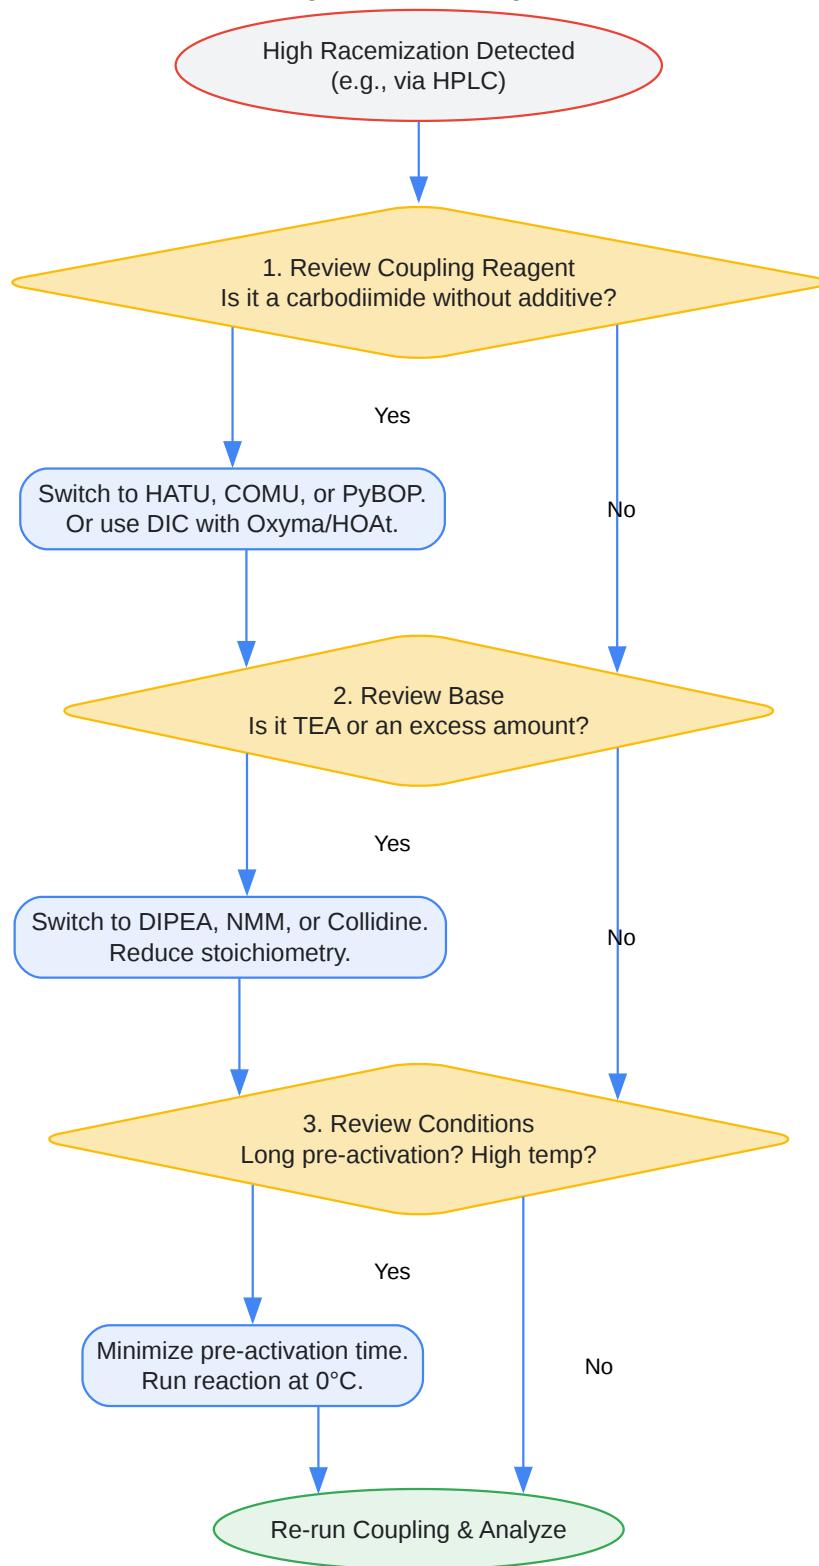 High Racemization Detected
(e.g., via HPLC)
1. Review Coupling Reagent
Is it a carbodiimide without additive?
Yes
Switch to HATU, COMU, or PyBOP.
Or use DIC with Oxyma/HOAt.
No
2. Review Base
Is it TEA or an excess amount?
Yes
Switch to DIPEA, NMM, or Collidine.
Reduce stoichiometry.
No
3. Review Conditions
Long pre-activation? High temp?
Yes
Minimize pre-activation time.
Run reaction at 0°C.
No
Re-run Coupling & Analyze